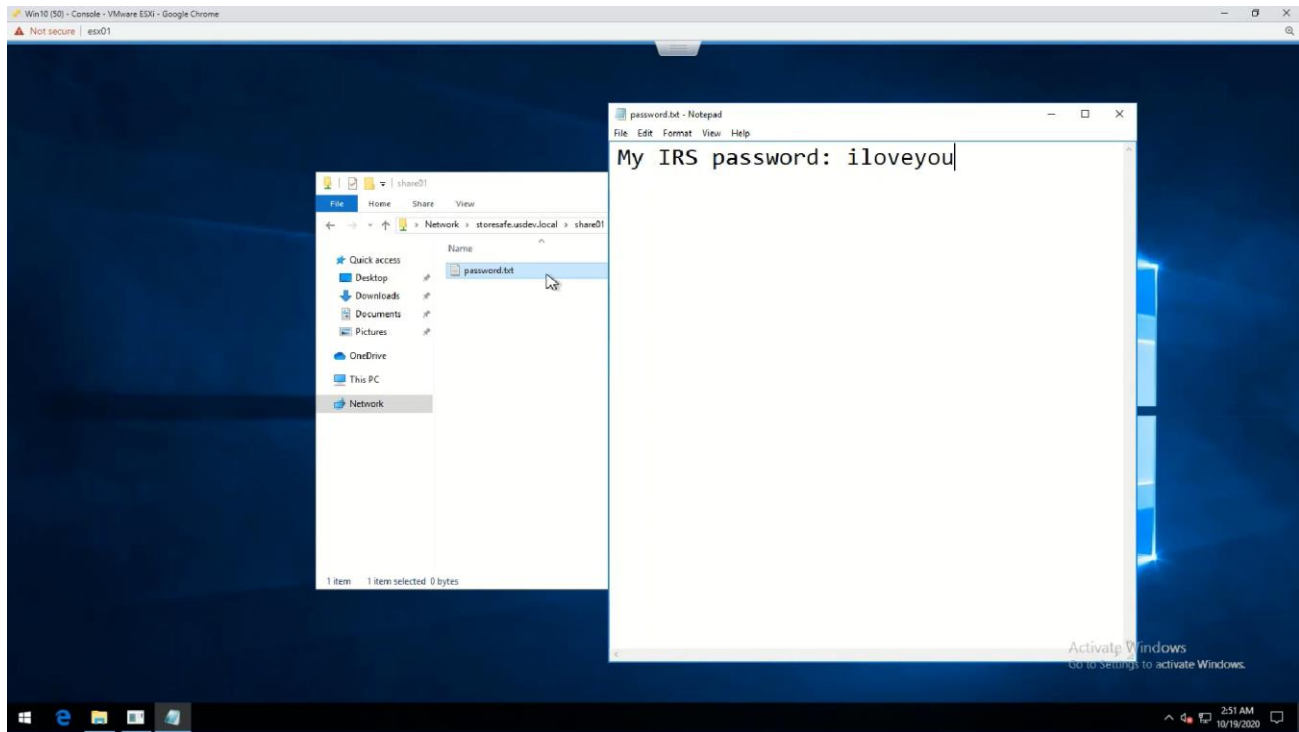 Win10 (50) - Console - VMware ESXi - Google Chrome
Not secure | esx01
share01
File Home Share View
Network > storesafe.usdev.local > share01
Name
Quick access
Desktop
Downloads
Documents
Pictures
OneDrive
This PC
Network
password.txt
1 item 1 item selected 0 bytes
password.txt - Notepad
File Edit Format View Help
My IRS password: iloveyou
Activate Windows
Go to Settings to activate Windows.
2:51 AM
10/19/2020